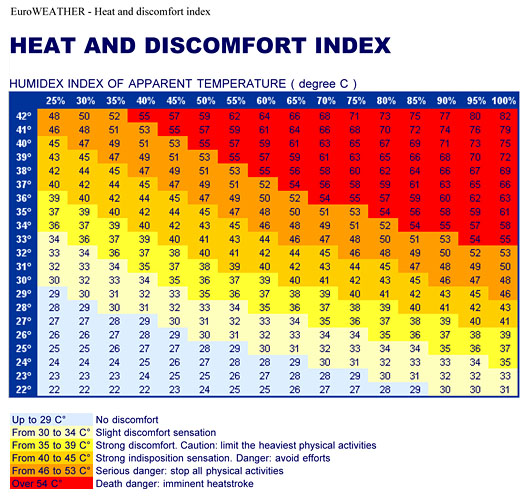 EuroWEATHER - Heat and discomfort index
HEAT AND DISCOMFORT INDEX
HUMIDEX INDEX OF APPARENT TEMPERATURE ( degree C )
25% 30% 35% 40% 45% 50% 55% 60% 65% 70% 75% 80% 85% 90% 95% 100%
42° 48 50 52 55 57 59 62 64 66 68 71 73 75 77 80 82
41° 46 48 51 53 55 57 59 61 64 66 68 70 72 74 76 79
40° 45 47 49 51 53 55 57 59 61 63 65 67 69 71 73 75
39° 43 45 47 49 51 53 55 57 59 61 63 65 66 68 70 72
38° 42 44 45 47 49 51 53 55 56 58 60 62 64 66 67 69
37° 40 42 44 45 47 49 51 52 54 56 58 59 61 63 65 66
36° 39 40 42 44 45 47 49 50 52 54 55 57 59 60 62 63
35° 37 39 40 42 44 45 47 48 50 51 53 54 56 58 59 61
34° 36 37 39 40 42 43 45 46 48 49 51 52 54 55 57 58
33° 34 36 37 39 40 41 43 44 46 47 48 50 51 53 54 55
32° 33 34 36 37 38 40 41 42 44 45 46 48 49 50 52 53
31° 32 33 34 35 37 38 39 40 42 43 44 45 47 48 49 50
30° 30 32 33 34 35 36 37 39 40 41 42 43 45 46 47 48
29° 29 30 31 32 33 35 36 37 38 39 40 41 42 43 45 46
28° 28 29 30 31 32 33 34 35 36 37 38 39 40 41 42 43
27° 27 27 28 29 30 31 32 33 34 35 36 37 38 39 40 41
26° 26 26 27 28 29 30 31 32 33 34 34 35 36 37 38 39
25° 25 25 26 27 27 28 29 30 31 32 33 34 34 35 36 37
24° 24 24 24 25 26 27 28 28 29 30 31 32 33 33 34 35
23° 23 23 23 24 25 25 26 27 28 28 29 30 31 32 32 33
22° 22 22 22 22 23 24 25 25 26 27 27 28 29 30 30 31
Up to 29 C° No discomfort
From 30 to 34 C° Slight discomfort sensation
From 35 to 39 C° Strong discomfort. Caution: limit the heaviest physical activities
From 40 to 45 C° Strong indisposition sensation. Danger: avoid efforts
From 46 to 53 C° Serious danger: stop all physical activities
Over 54 C° Death danger: imminent heatstroke